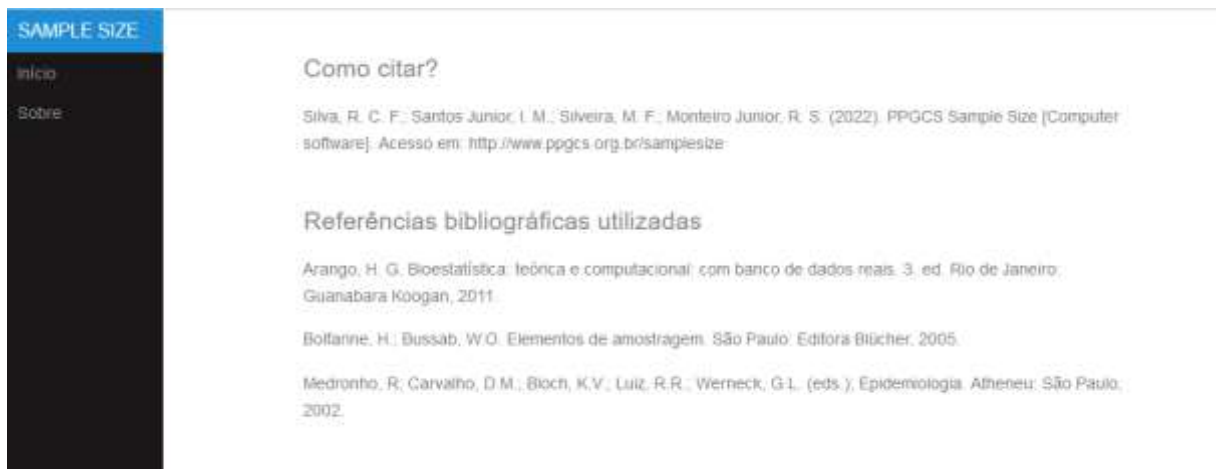 SAMPLE SIZE
Início
Sobre
Como citar?
Silva, R. C. F.; Santos Junior, I. M.; Silveira, M. F.; Monteiro Junior, R. S. (2022). PPGCS Sample Size [Computer
software]. Acesso em: http://www.ppgcs.org.br/samplesize
Referências bibliográficas utilizadas
Arango, H. G. Bioestatística: teórica e computacional: com banco de dados reais. 3. ed. Rio de Janeiro:
Guanabara Koogan, 2011.
Bolfarine, H.; Bussab, W.O. Elementos de amostragem. São Paulo: Editora Blücher, 2005.
Medronho, R; Carvalho, D.M.; Bloch, K.V.; Luiz, R.R.; Werneck, G.L. (eds.); Epidemiologia. Atheneu: São Paulo,
2002.